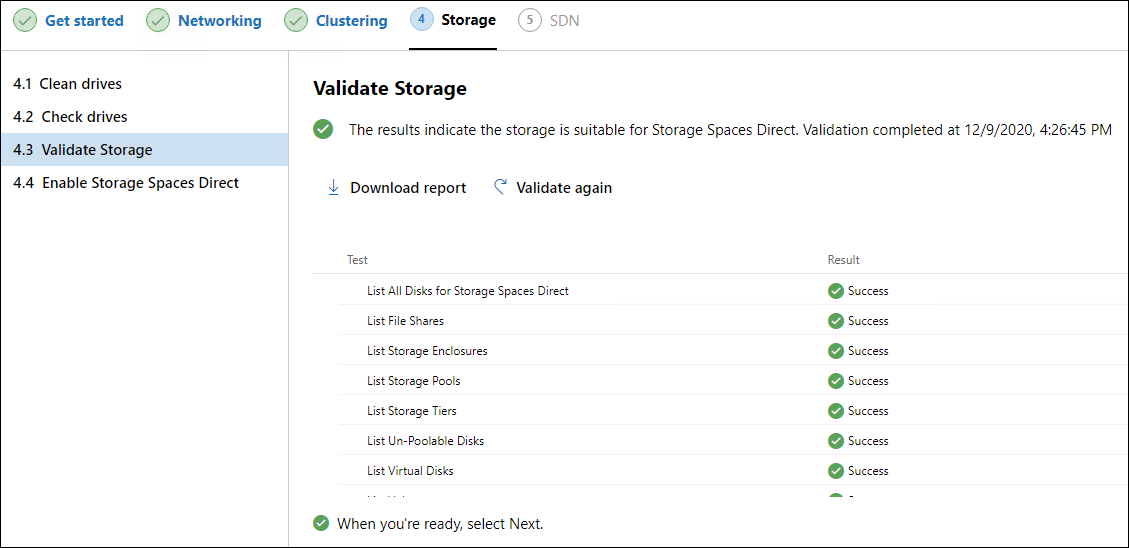 Get started Networking Clustering 4 Storage 5 SDN
4.1 Clean drives
4.2 Check drives
4.3 Validate Storage
4.4 Enable Storage Spaces Direct
Validate Storage
The results indicate the storage is suitable for Storage Spaces Direct. Validation completed at 12/9/2020, 4:26:45 PM
Download report Validate again
Test Result
List All Disks for Storage Spaces Direct Success
List File Shares Success
List Storage Enclosures Success
List Storage Pools Success
List Storage Tiers Success
List Un-Poolable Disks Success
List Virtual Disks Success
When you're ready, select Next.